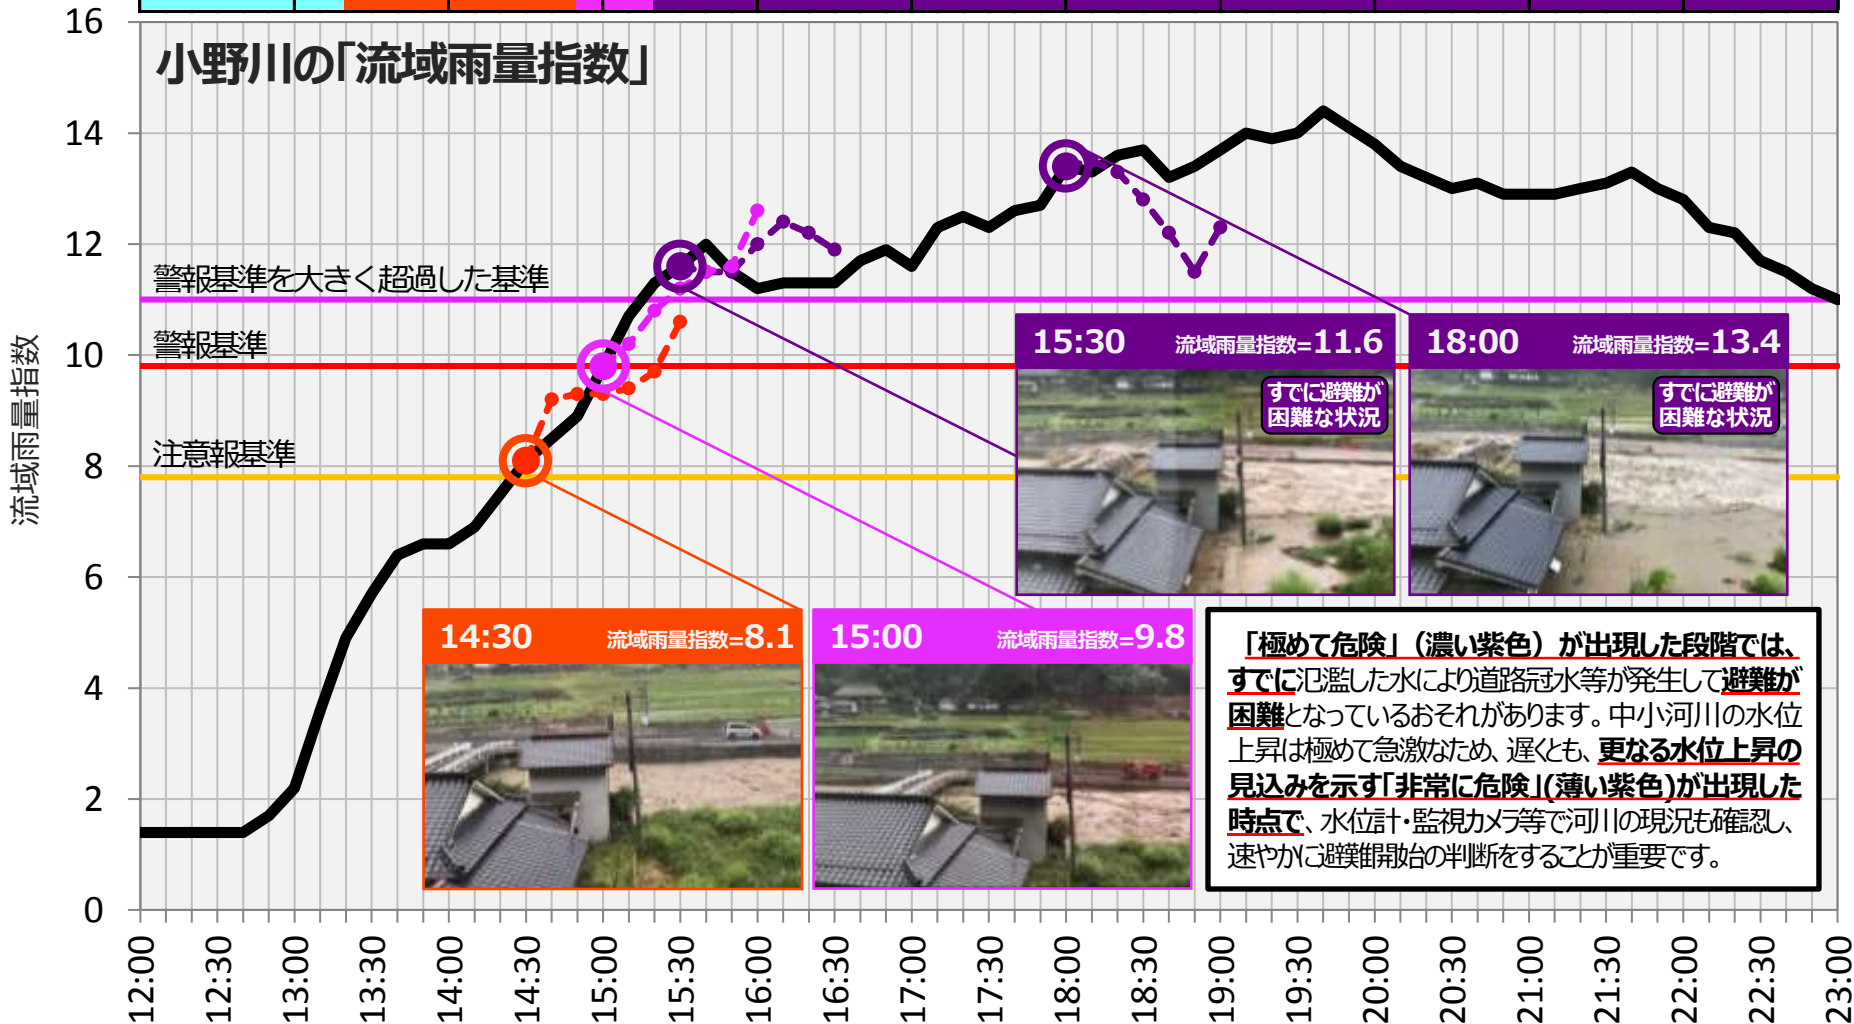 小野川の「流域雨量指数」
流域雨量指数
16
14
12
10
8
6
4
2
0
警報基準を大きく超過した基準
警報基準
注意報基準
15:30 流域雨量指数=11.6
すでに避難が
困難な状況
18:00 流域雨量指数=13.4
すでに避難が
困難な状況
14:30 流域雨量指数=8.1
15:00 流域雨量指数=9.8
「極めて危険」（濃い紫色）が出現した段階では、
すでに氾濫した水により道路冠水等が発生して避難が
困難となっているおそれがあります。中小河川の水位
上昇は極めて急激なため、遅くとも、更なる水位上昇の
見込みを示す「非常に危険」(薄い紫色)が出現した
時点で、水位計・監視カメラ等で河川の現況も確認し、
速やかに避難開始の判断をすることが重要です。
12:00
12:30
13:00
13:30
14:00
14:30
15:00
15:30
16:00
16:30
17:00
17:30
18:00
18:30
19:00
19:30
20:00
20:30
21:00
21:30
22:00
22:30
23:00